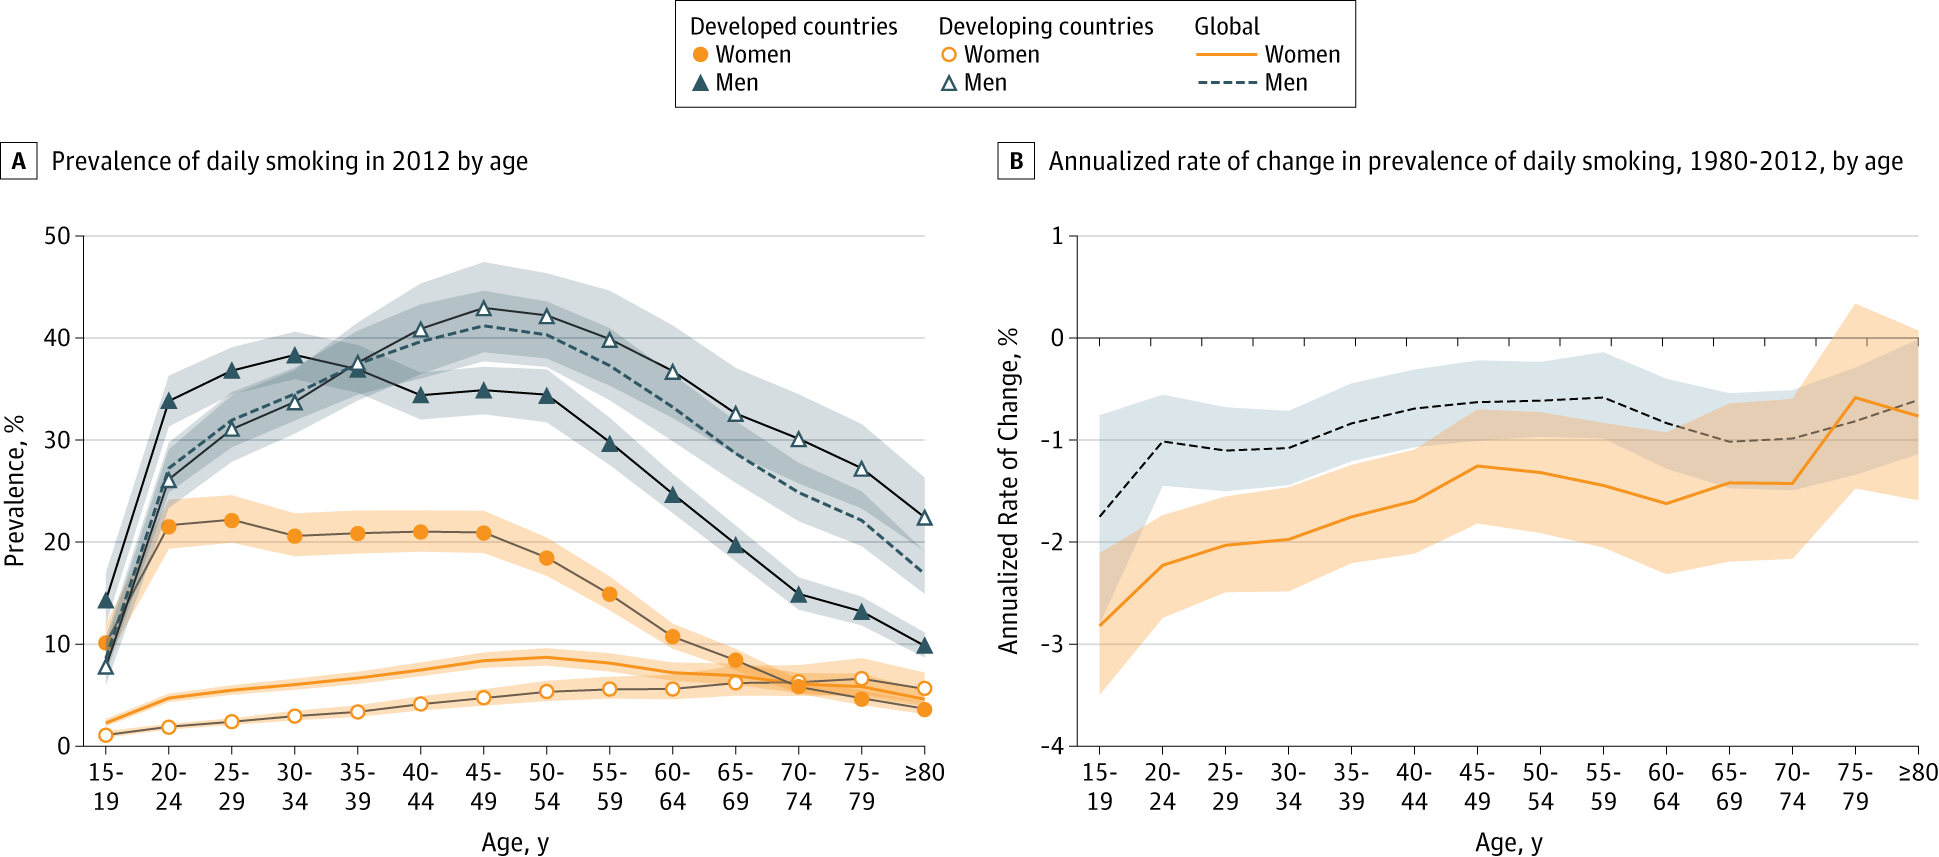 Developed countries
Women
Men
Developing countries
Women
Men
Global
Women
Men
A Prevalence of daily smoking in 2012 by age
50
40
30
20
10
0
Prevalence, %
15-19
20-24
25-29
30-34
35-39
40-44
45-49
50-54
55-59
60-64
65-69
70-74
75-79
≥80
Age, y
B Annualized rate of change in prevalence of daily smoking, 1980-2012, by age
1
0
-1
-2
-3
-4
Annualized Rate of Change, %
15-19
20-24
25-29
30-34
35-39
40-44
45-49
50-54
55-59
60-64
65-69
70-74
75-79
≥80
Age, y